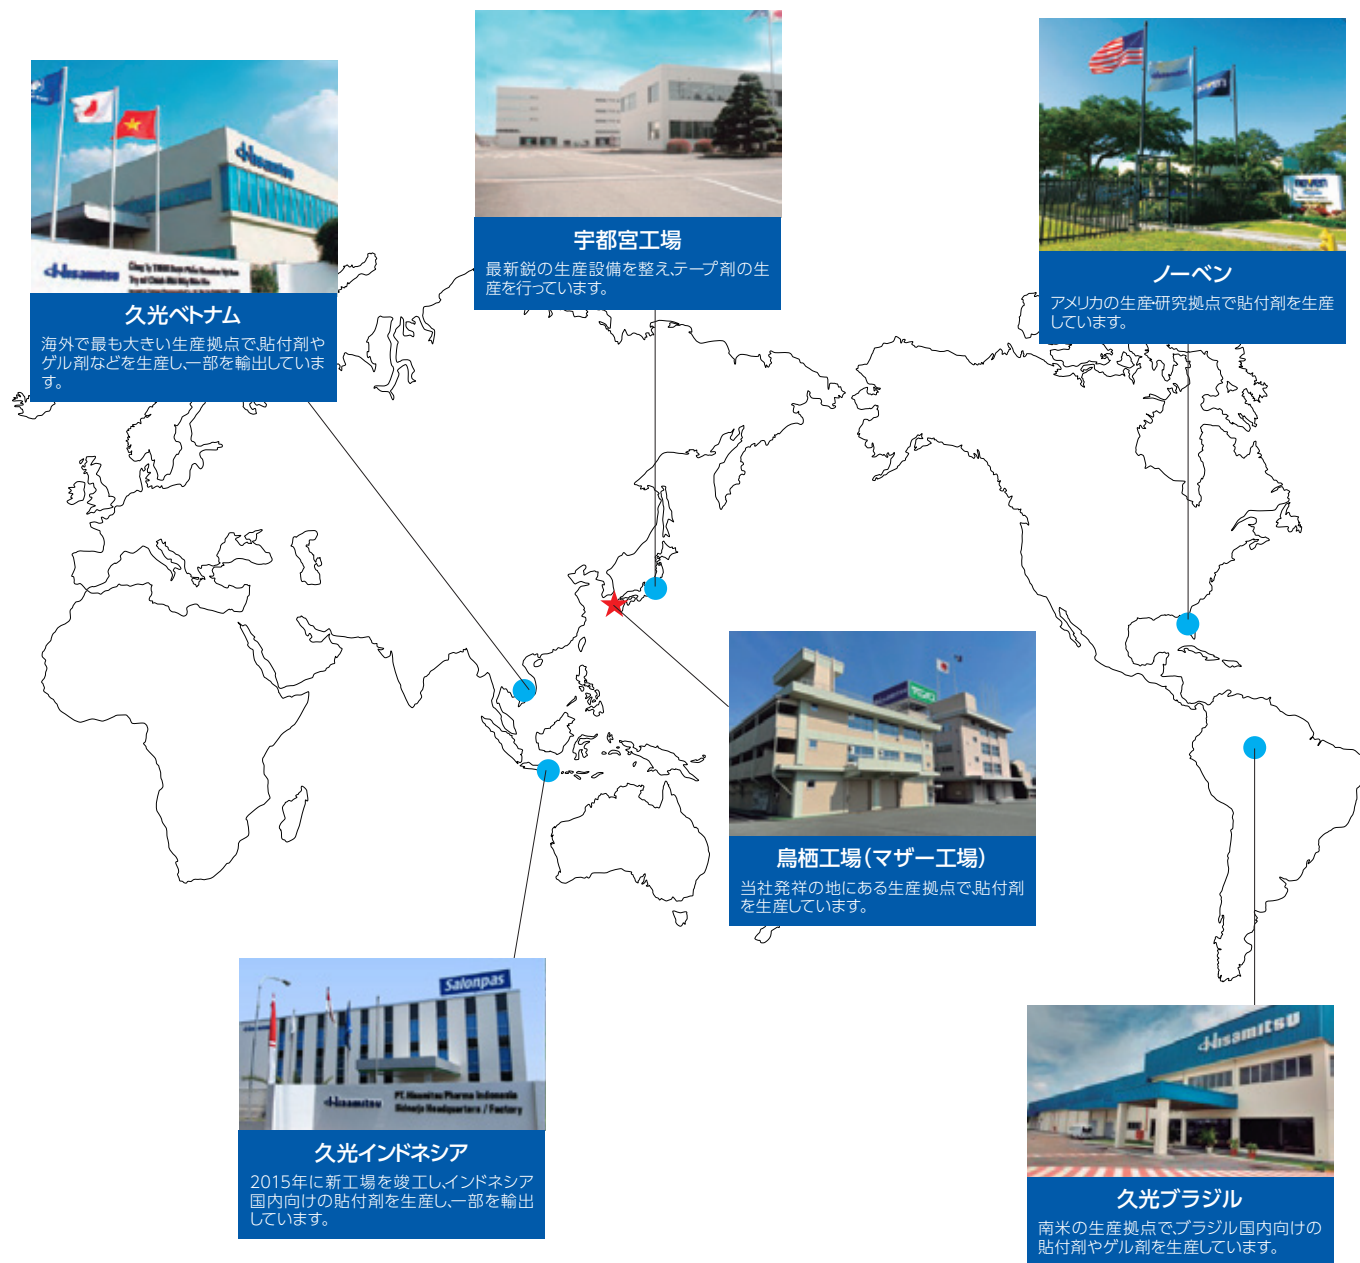 宇都宮工場
最新鋭の生産設備を整え、テープ剤の生
産を行っています。
ノーベン
アメリカの生産・研究拠点で貼付剤を生産
しています。
Hisamitsu
Hisamitsu
久光ベトナム
海外で最も大きい生産拠点で、貼付剤や
ゲル剤などを生産し、一部を輸出していま
す。
鳥栖工場（マザー工場）
当社発祥の地にある生産拠点で、貼付剤
を生産しています。
Salonpas
Hisamitsu
PT. Hisamitsu Pharma Indonesia
Sidoarjo Headquarters / Factory
久光インドネシア
2015年に新工場を竣工し、インドネシア
国内向けの貼付剤を生産し、一部を輸出
しています。
Hisamitsu
久光ブラジル
南米の生産拠点で、ブラジル国内向けの
貼付剤やゲル剤を生産しています。